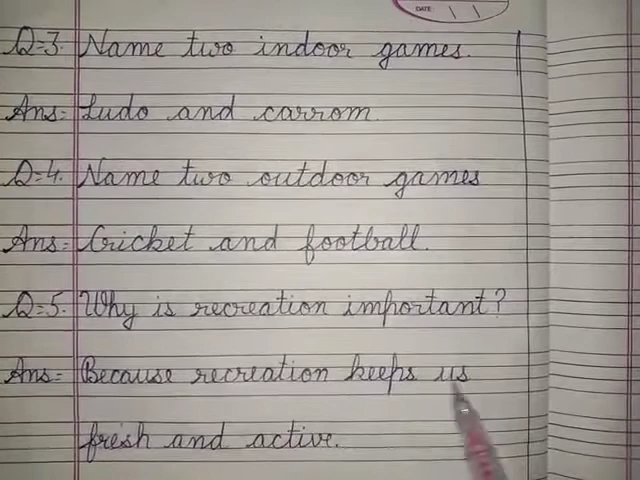 DATE
Q=3. Name two indoor games.
Ans= Ludo and carrom.
Q=4. Name two outdoor games
Ans= Cricket and football.
Q=5. Why is recreation important?
Ans= Because recreation keeps us
fresh and active.